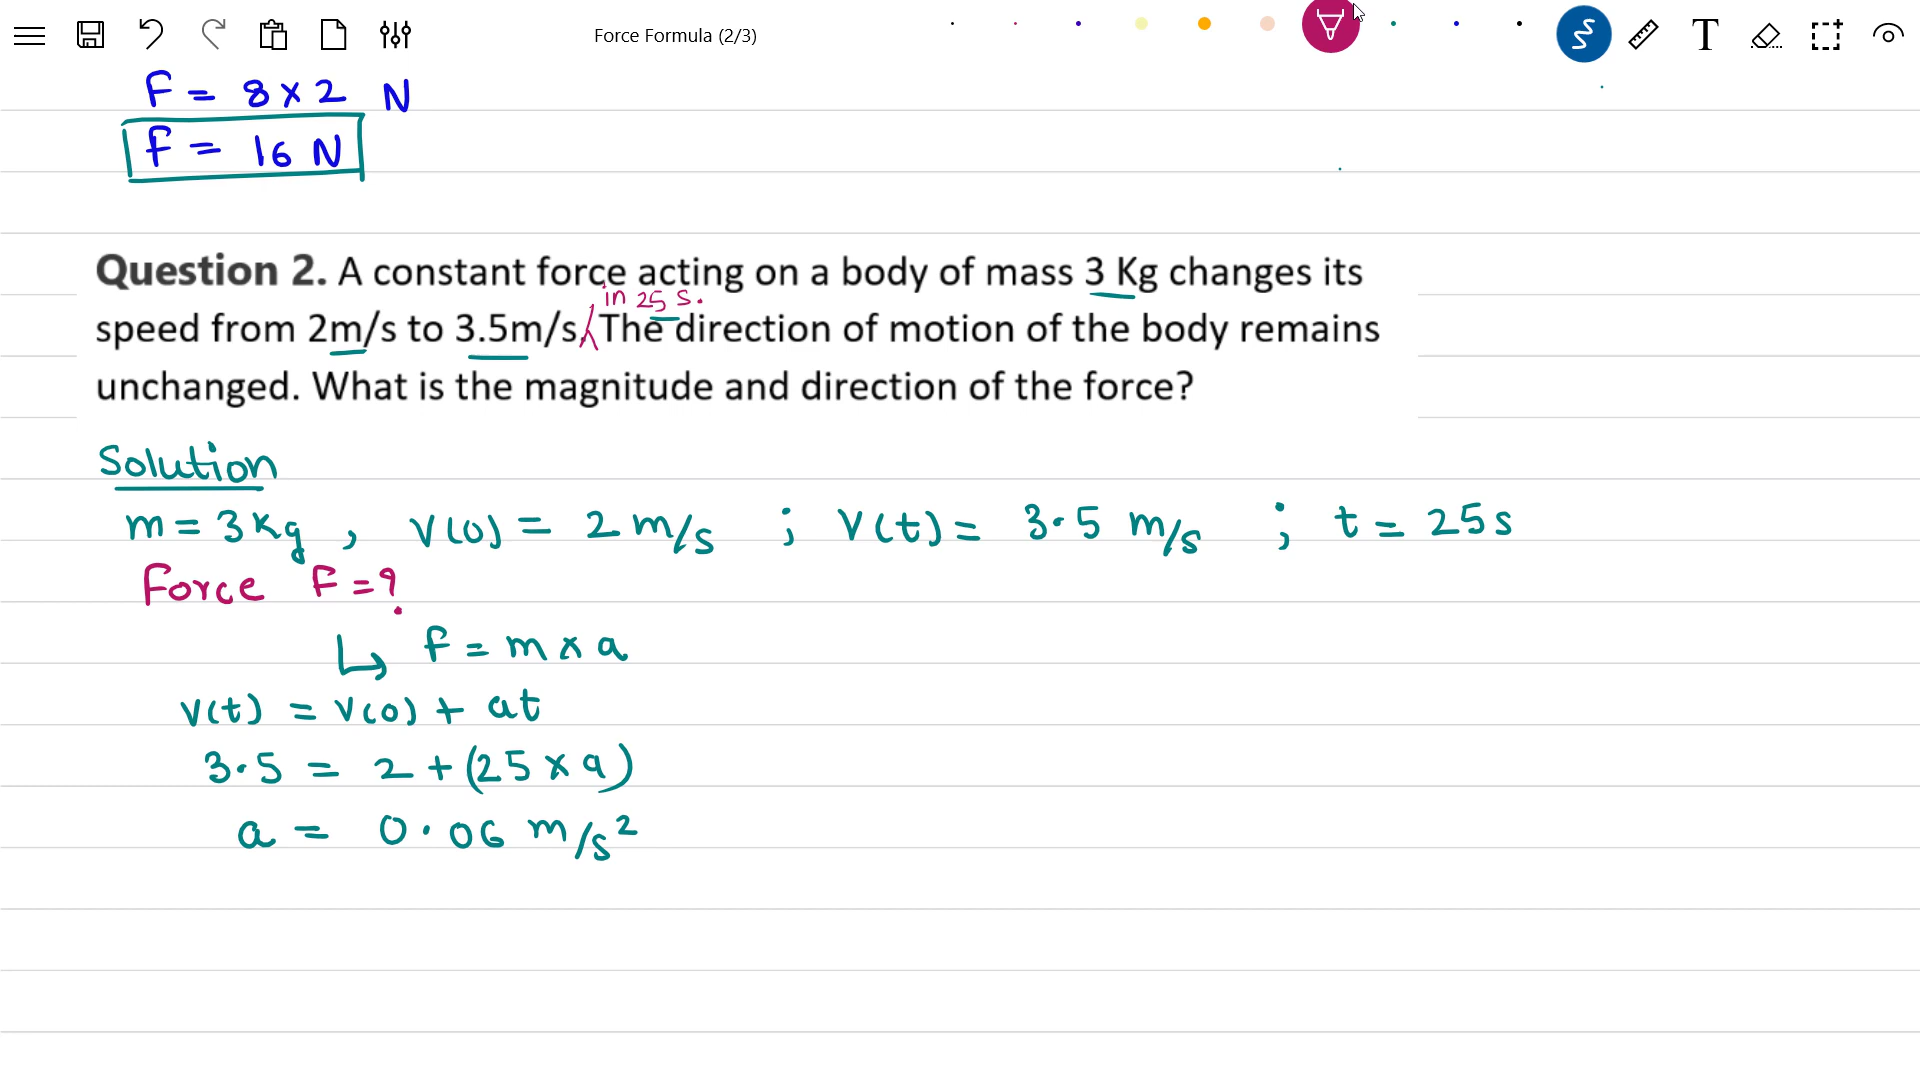 Force Formula (2/3)
T
F = 8 × 2 N
F = 16 N
Question 2. A constant force acting on a body of mass 3 Kg changes its
in 25 s.
speed from 2m/s to 3.5m/s. The direction of motion of the body remains
unchanged. What is the magnitude and direction of the force?
Solution
m = 3 kg , v(0) = 2 m/s ; v(t) = 3.5 m/s ; t = 25 s
Force F = ?
↳ F = m × a
v(t) = v(0) + at
3.5 = 2 + (25 × a)
a = 0.06 m/s²